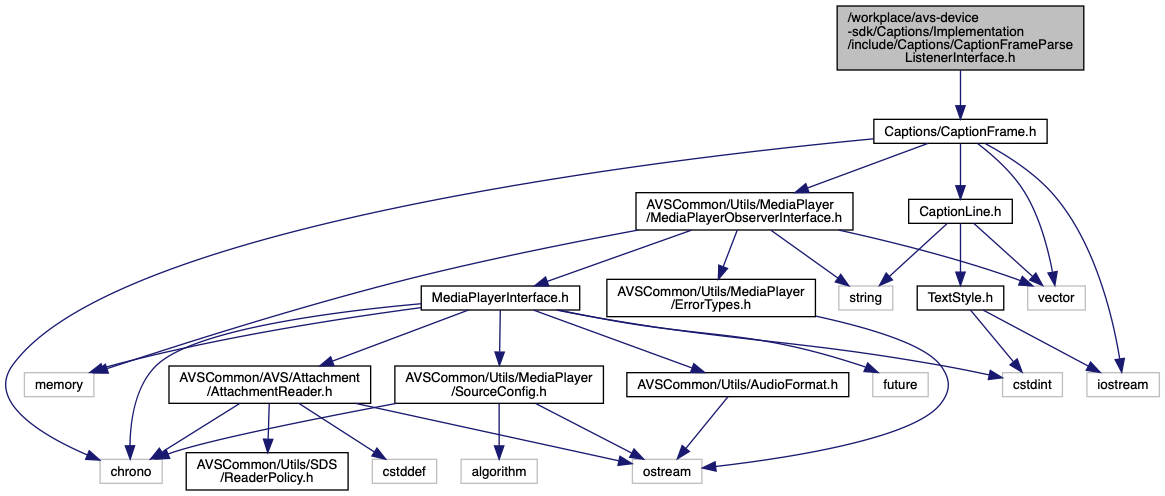 /workplace/avs-device
-sdk/Captions/Implementation
/include/Captions/CaptionFrameParse
ListenerInterface.h
Captions/CaptionFrame.h
AVSCommon/Utils/MediaPlayer
/MediaPlayerObserverInterface.h
CaptionLine.h
MediaPlayerInterface.h
AVSCommon/Utils/MediaPlayer
/ErrorTypes.h
string
TextStyle.h
vector
memory
AVSCommon/AVS/Attachment
/AttachmentReader.h
AVSCommon/Utils/MediaPlayer
/SourceConfig.h
AVSCommon/Utils/AudioFormat.h
future
cstdint
iostream
chrono
AVSCommon/Utils/SDS
/ReaderPolicy.h
cstddef
algorithm
ostream